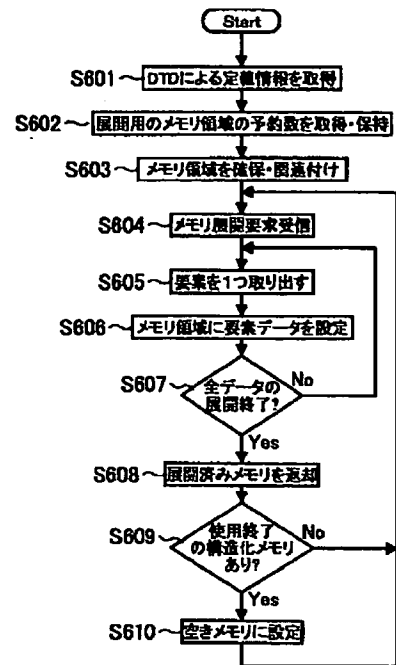 Start
S601 DTDによる定義情報を取得
S602 展開用のメモリ領域の予約数を取得・保持
S603 メモリ領域を確保・関連付け
S604 メモリ展開要求受信
S605 要素を1つ取り出す
S606 メモリ領域に要素データを設定
S607 全データの
展開終了?
No
Yes
S608 展開済みメモリを返却
S609 使用終了
の構造化メモリ
あり?
No
Yes
S610 空きメモリに設定